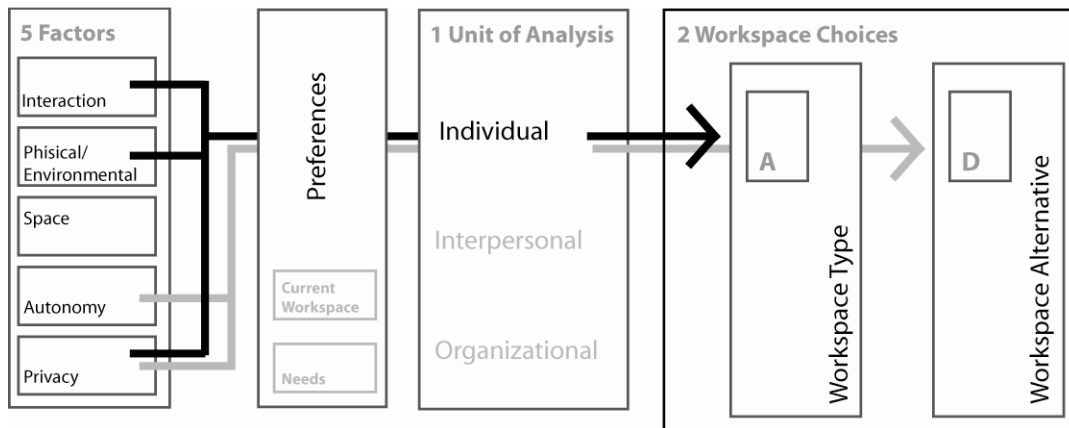 5 Factors
Interaction
Phisical/
Environmental
Space
Autonomy
Privacy
Preferences
Current
Workspace
Needs
1 Unit of Analysis
Individual
Interpersonal
Organizational
2 Workspace Choices
A
Workspace Type
D
Workspace Alternative